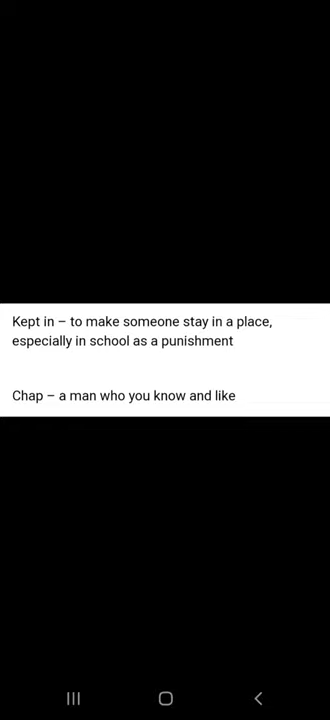 Kept in – to make someone stay in a place,
especially in school as a punishment
Chap – a man who you know and like